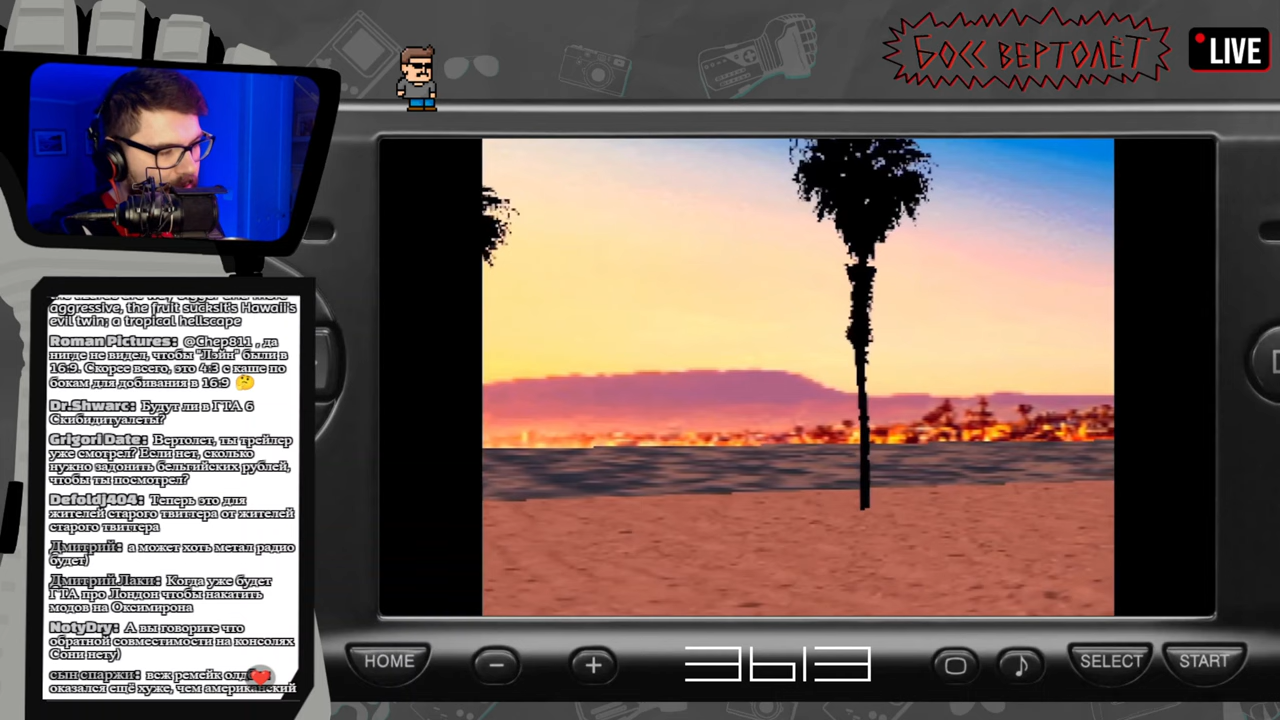 БОСС ВЕРТОЛЁТ
LIVE
aggressive, the fruit sucksit's Hawaii's
evil twin; a tropical hellscape
Roman Pictures: @Chep811 , да
нигде не видел, чтобы "Лэйн" были в
16:9. Скорее всего, это 4:3 с каше по
бокам для добивания в 16:9 🤔
Dr.Shwarc: Будут ли в ГТА 6
Скибидитуалеты?
Grigori Date: Вертолет, ты трейлер
уже смотрел? Если нет, сколько
нужно задонить бельгийских рублей,
чтобы ты посмотрел?
Defoldj404: Теперь это для
жителей старого твиттера от жителей
старого твиттера
Дмитрий: а может хоть метал радио
будет)
Дмитрий Лаки: Когда уже будет
ГТА про Лондон чтобы накатить
модов на Оксимирона
NotyDry: А вы говорите что
обратной совместимости на консолях
Сони нету)
сын спаржи: всж ремейк олд
оказался ещё хуже, чем американский
HOME
−
+
3613
SELECT
START